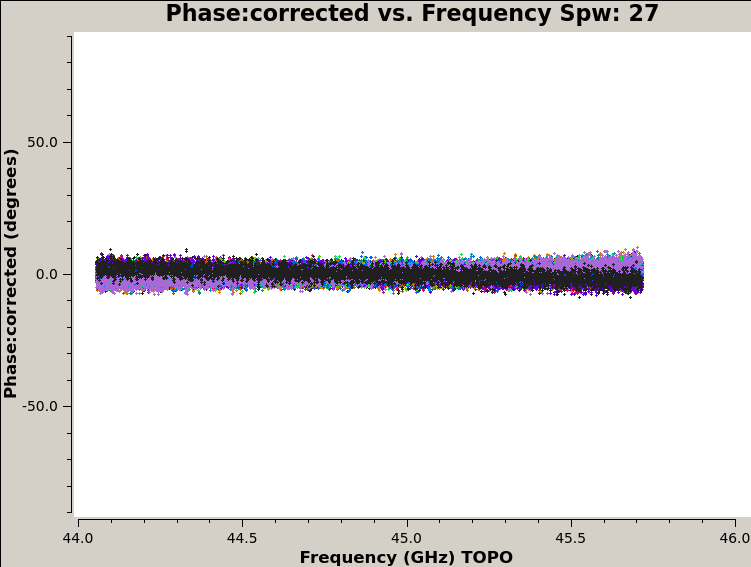 Phase:corrected vs. Frequency Spw: 27
Phase:corrected (degrees)
50.0
0.0
-50.0
44.0 44.5 45.0 45.5 46.0
Frequency (GHz) TOPO